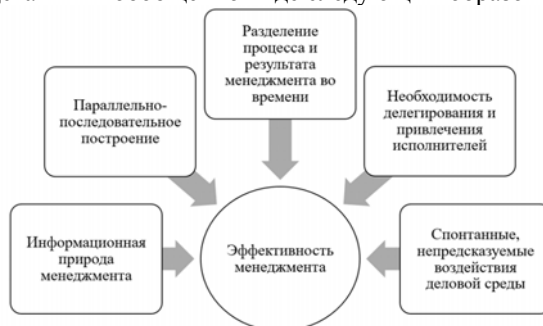 Разделение
процесса и
результата
менеджмента во
времени
Параллельно-
последовательное
построение
Необходимость
делегирования и
привлечения
исполнителей
Информационная
природа
менеджмента
Эффективность
менеджмента
Спонтанные,
непредсказуемые
воздействия
деловой среды